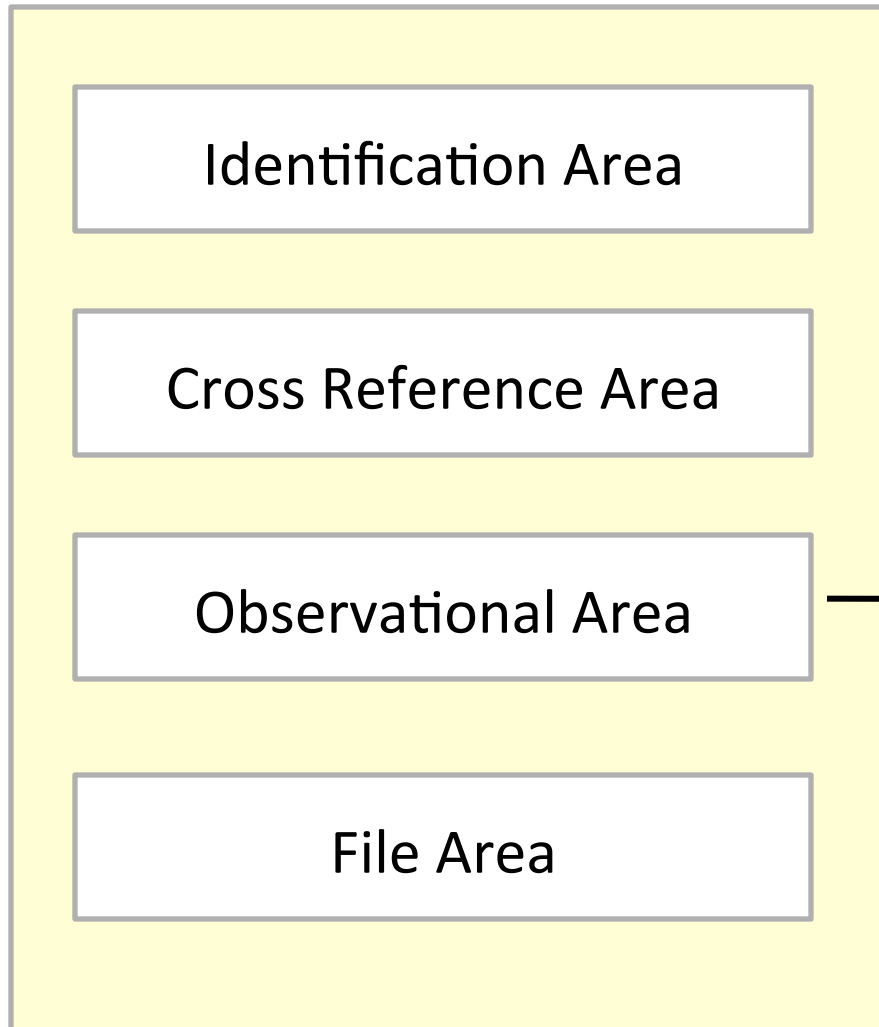 Identification Area
Cross Reference Area
Observational Area
File Area